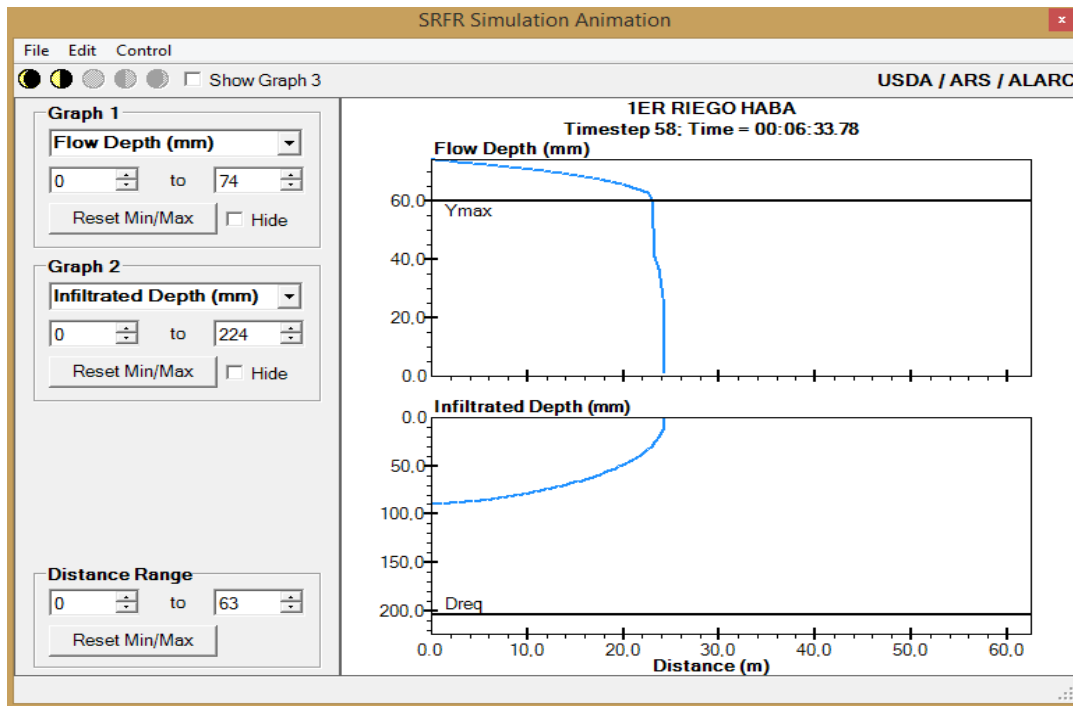 SRFR Simulation Animation
x
File Edit Control
Show Graph 3
USDA / ARS / ALARC
Graph 1
Flow Depth (mm)
0 to 74
Reset Min/Max Hide
Graph 2
Infiltrated Depth (mm)
0 to 224
Reset Min/Max Hide
Distance Range
0 to 63
Reset Min/Max
1ER RIEGO HABA
Timestep 58; Time = 00:06:33.78
Flow Depth (mm)
60.0
Ymax
40.0
20.0
0.0
Infiltrated Depth (mm)
0.0
50.0
100.0
150.0
Dreq
200.0
0.0 10.0 20.0 30.0 40.0 50.0 60.0
Distance (m)